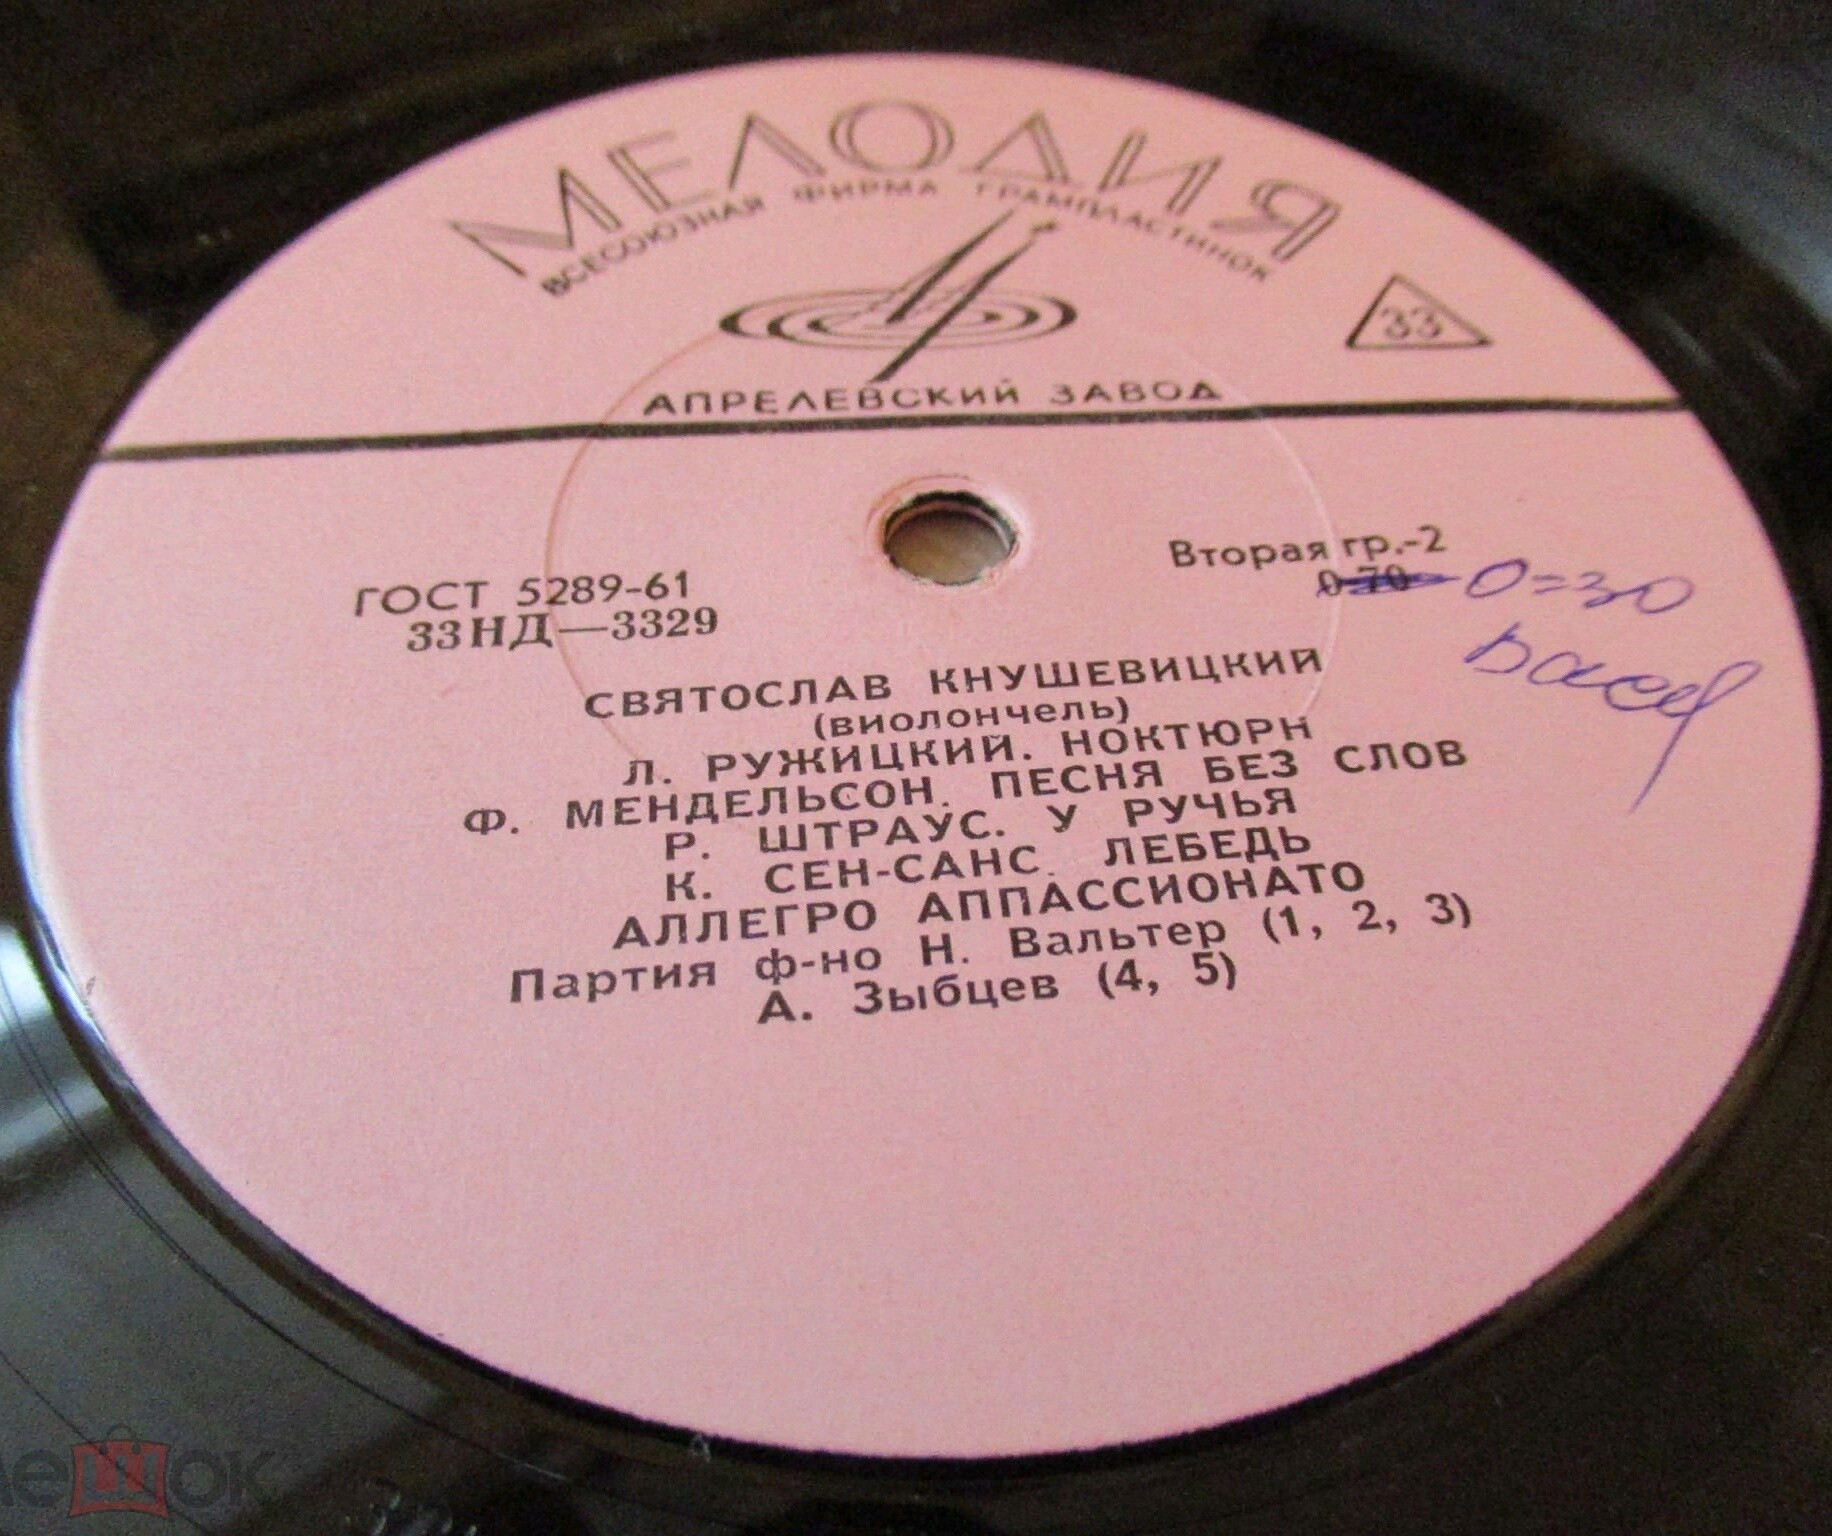 МЕЛОДИЯ
ВСЕСОЮЗНАЯ ФИРМА ГРАМПЛАСТИНОК
33
АПРЕЛЕВСКИЙ ЗАВОД
ГОСТ 5289-61
Вторая гр.-2
33НД—3329
0-70 0=30
СВЯТОСЛАВ КНУШЕВИЦКИЙ
(виолончель)
Л. РУЖИЦКИЙ. НОКТЮРН
Ф. МЕНДЕЛЬСОН. ПЕСНЯ БЕЗ СЛОВ
Р. ШТРАУС. У РУЧЬЯ
К. СЕН-САНС. ЛЕБЕДЬ
АЛЛЕГРО АППАССИОНАТО
Партия ф-но Н. Вальтер (1, 2, 3)
А. Зыбцев (4, 5)